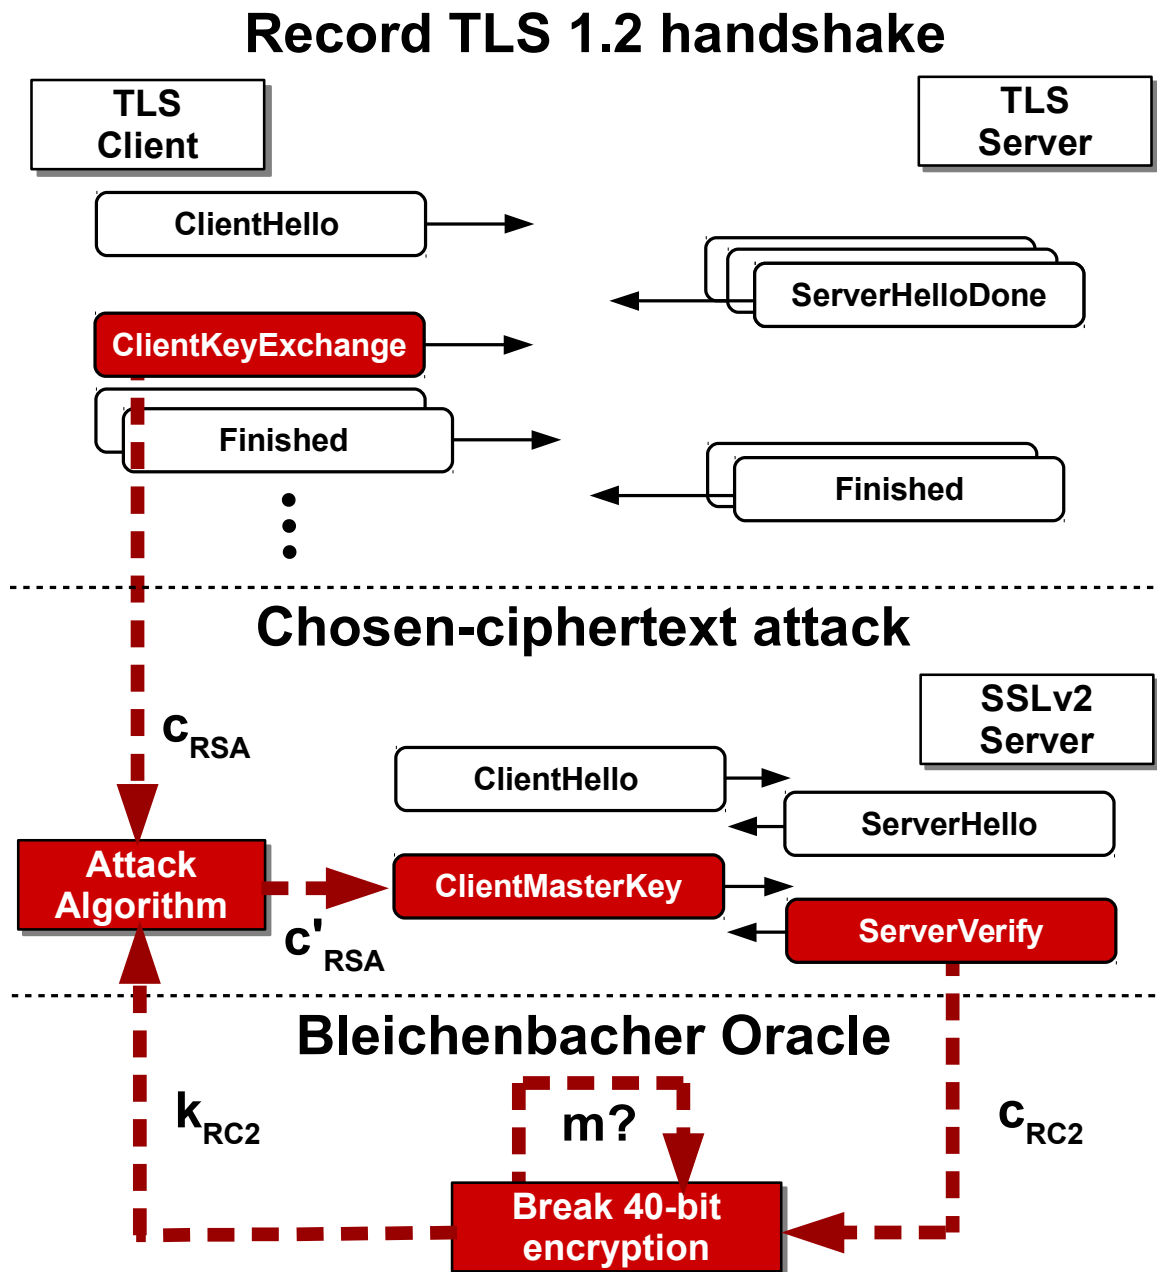 Record TLS 1.2 handshake
TLS
Client
TLS
Server
ClientHello
ServerHelloDone
ClientKeyExchange
Finished
Finished
Chosen-ciphertext attack
SSLv2
Server
cRSA
ClientHello
ServerHello
Attack
Algorithm
ClientMasterKey
c'RSA
ServerVerify
Bleichenbacher Oracle
kRC2
m?
cRC2
Break 40-bit
encryption